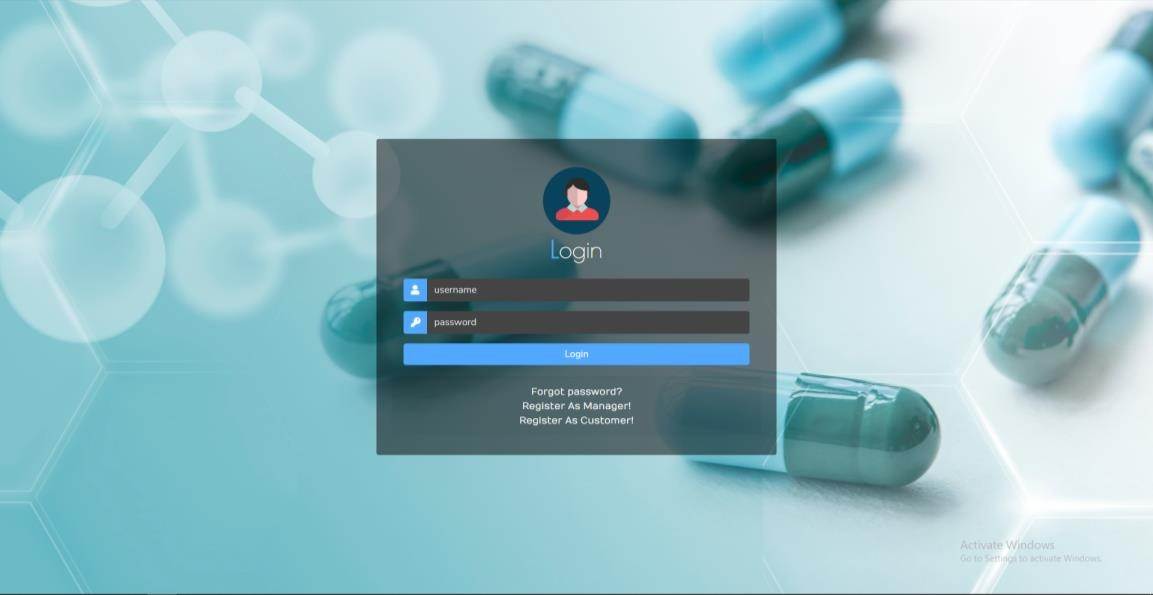 Login
username
password
Login
Forgot password?
Register As Manager!
Register As Customer!
Activate Windows
Go to Settings to activate Windows.